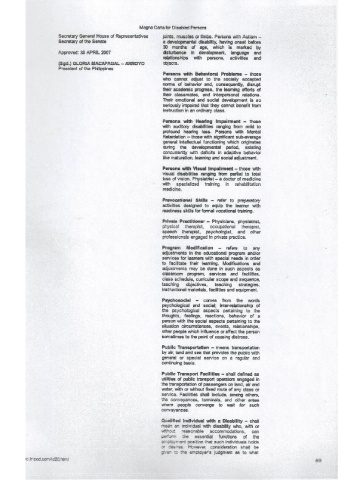 Magna Carta for Disabled Persons
Secretary General House of Representatives
Secretary of the Senate
Approved: 30 APRIL 2007
(Sgd.) GLORIA MACAPAGAL – ARROYO
President of the Philippines
joints, muscles or limbs. Persons with Autism –
a developmental disability, having onset before
30 months of age, which is marked by
disturbance in development, language and
relationships with persons, activities and
objects.
Persons with Behavioral Problems – those
who cannot adjust to the socially accepted
norms of behavior and, consequently, disrupt
their academic progress, the learning efforts of
their classmates, and interpersonal relations.
Their emotional and social development is so
seriously impaired that they cannot benefit from
instruction in an ordinary class.
Persons with Hearing Impairment – those
with auditory disabilities ranging from mild to
profound hearing loss. Persons with Mental
Retardation – those with significant sub-average
general intellectual functioning which originates
during the developmental period, existing
concurrently with deficits in adaptive behavior
like maturation, learning and social adjustment.
Persons with Visual Impairment – those with
visual disabilities ranging from partial to total
loss of vision. Physiatrist – a doctor of medicine
with specialized training in rehabilitation
medicine.
Prevocational Skills – refer to preparatory
activities designed to equip the learner with
readiness skills for formal vocational training.
Private Practitioner – Physicians, physiatrist,
physical therapist, occupational therapist,
speech therapist, psychologist, and other
professionals engaged in private practice.
Program Modification – refers to any
adjustments in the educational program and/or
services for learners with special needs in order
to facilitate their learning. Modifications and
adjustments may be done in such aspects as
classroom program, services and facilities,
class schedule, curricular scope and sequence,
teaching objectives, teaching strategies,
instructional materials, facilities and equipment.
Psychosocial – comes from the words
psychological and social; inter-relationship of
the psychological aspects pertaining to the
thoughts, feelings, reactions, behavior of a
person with the social aspects pertaining to the
situation circumstances, events, relationships,
other people which influence or affect the person
sometimes to the point of causing distress.
Public Transportation – means transportation
by air, land and sea that provides the public with
general or special service on a regular and
continuing basis.
Public Transport Facilities – shall defined as
utilities of public transport operators engaged in
the transportation of passengers on land, air and
water, with or without fixed route of any class or
service. Facilities shall include, among others,
the conveyances, terminals, and other areas
where people converge to wait for such
conveyances.
Qualified Individual with a Disability – shall
mean an individual with disability who, with or
without reasonable accommodations, can
perform the essential functions of the
employment position that such individuals holds
or desires. However, consideration shall be
given to the employer's judgment as to what